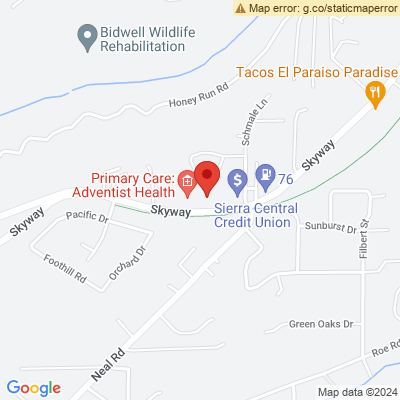 Map error: g.co/staticmaperror
Bidwell Wildlife
Rehabilitation
Tacos El Paraiso Paradise
Honey Run Rd
Schmale Ln
Skyway
Primary Care:
Adventist Health
76
Skyway
Pacific Dr
Skyway
Sierra Central
Credit Union
Sunburst Dr
Filbert St
Orchard Dr
Foothill Rd
Green Oaks Dr
Neal Rd
Roe Rd
Google
Map data ©2024